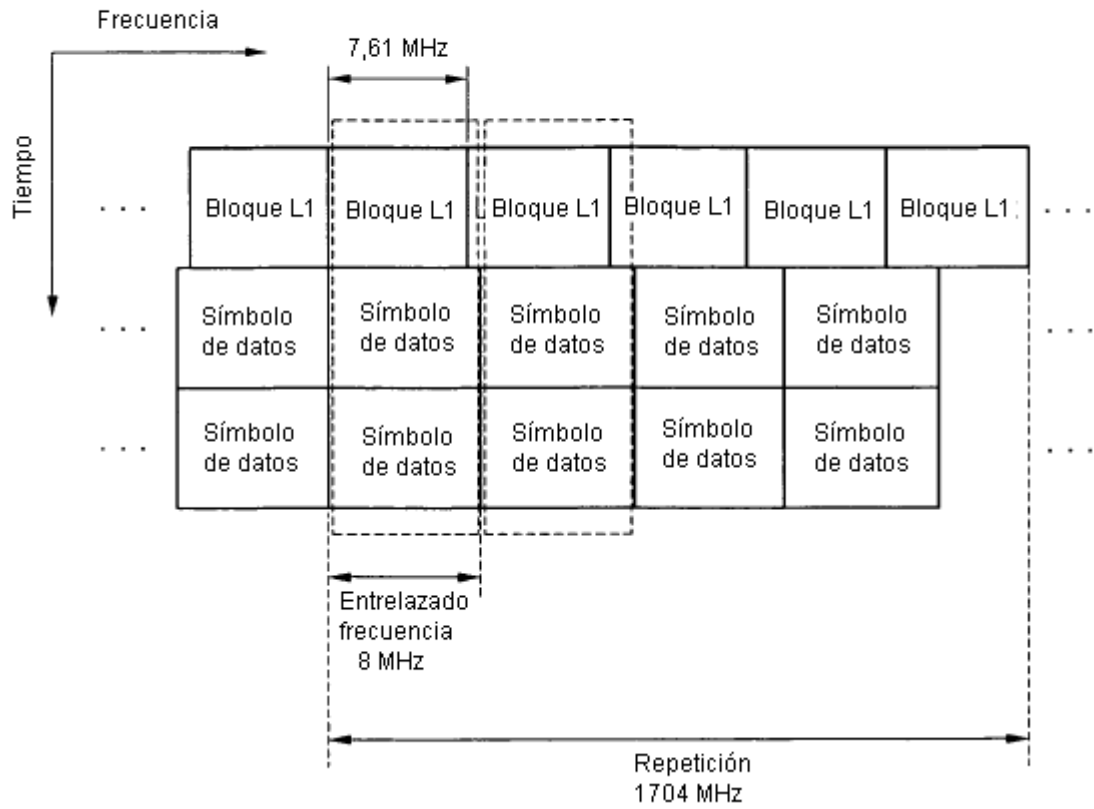 Frecuencia
7,61 MHz
Tiempo
. . . Bloque L1 Bloque L1 L Bloque L1 Bloque L1 Bloque L1 Bloque L1 . . .
. . . Símbolo Símbolo Símbolo Símbolo Símbolo . . .
de datos de datos de datos de datos de datos
. . . Símbolo Símbolo Símbolo Símbolo Símbolo . . .
de datos de datos de datos de datos de datos
Entrelazado
frecuencia
8 MHz
Repetición
1704 MHz